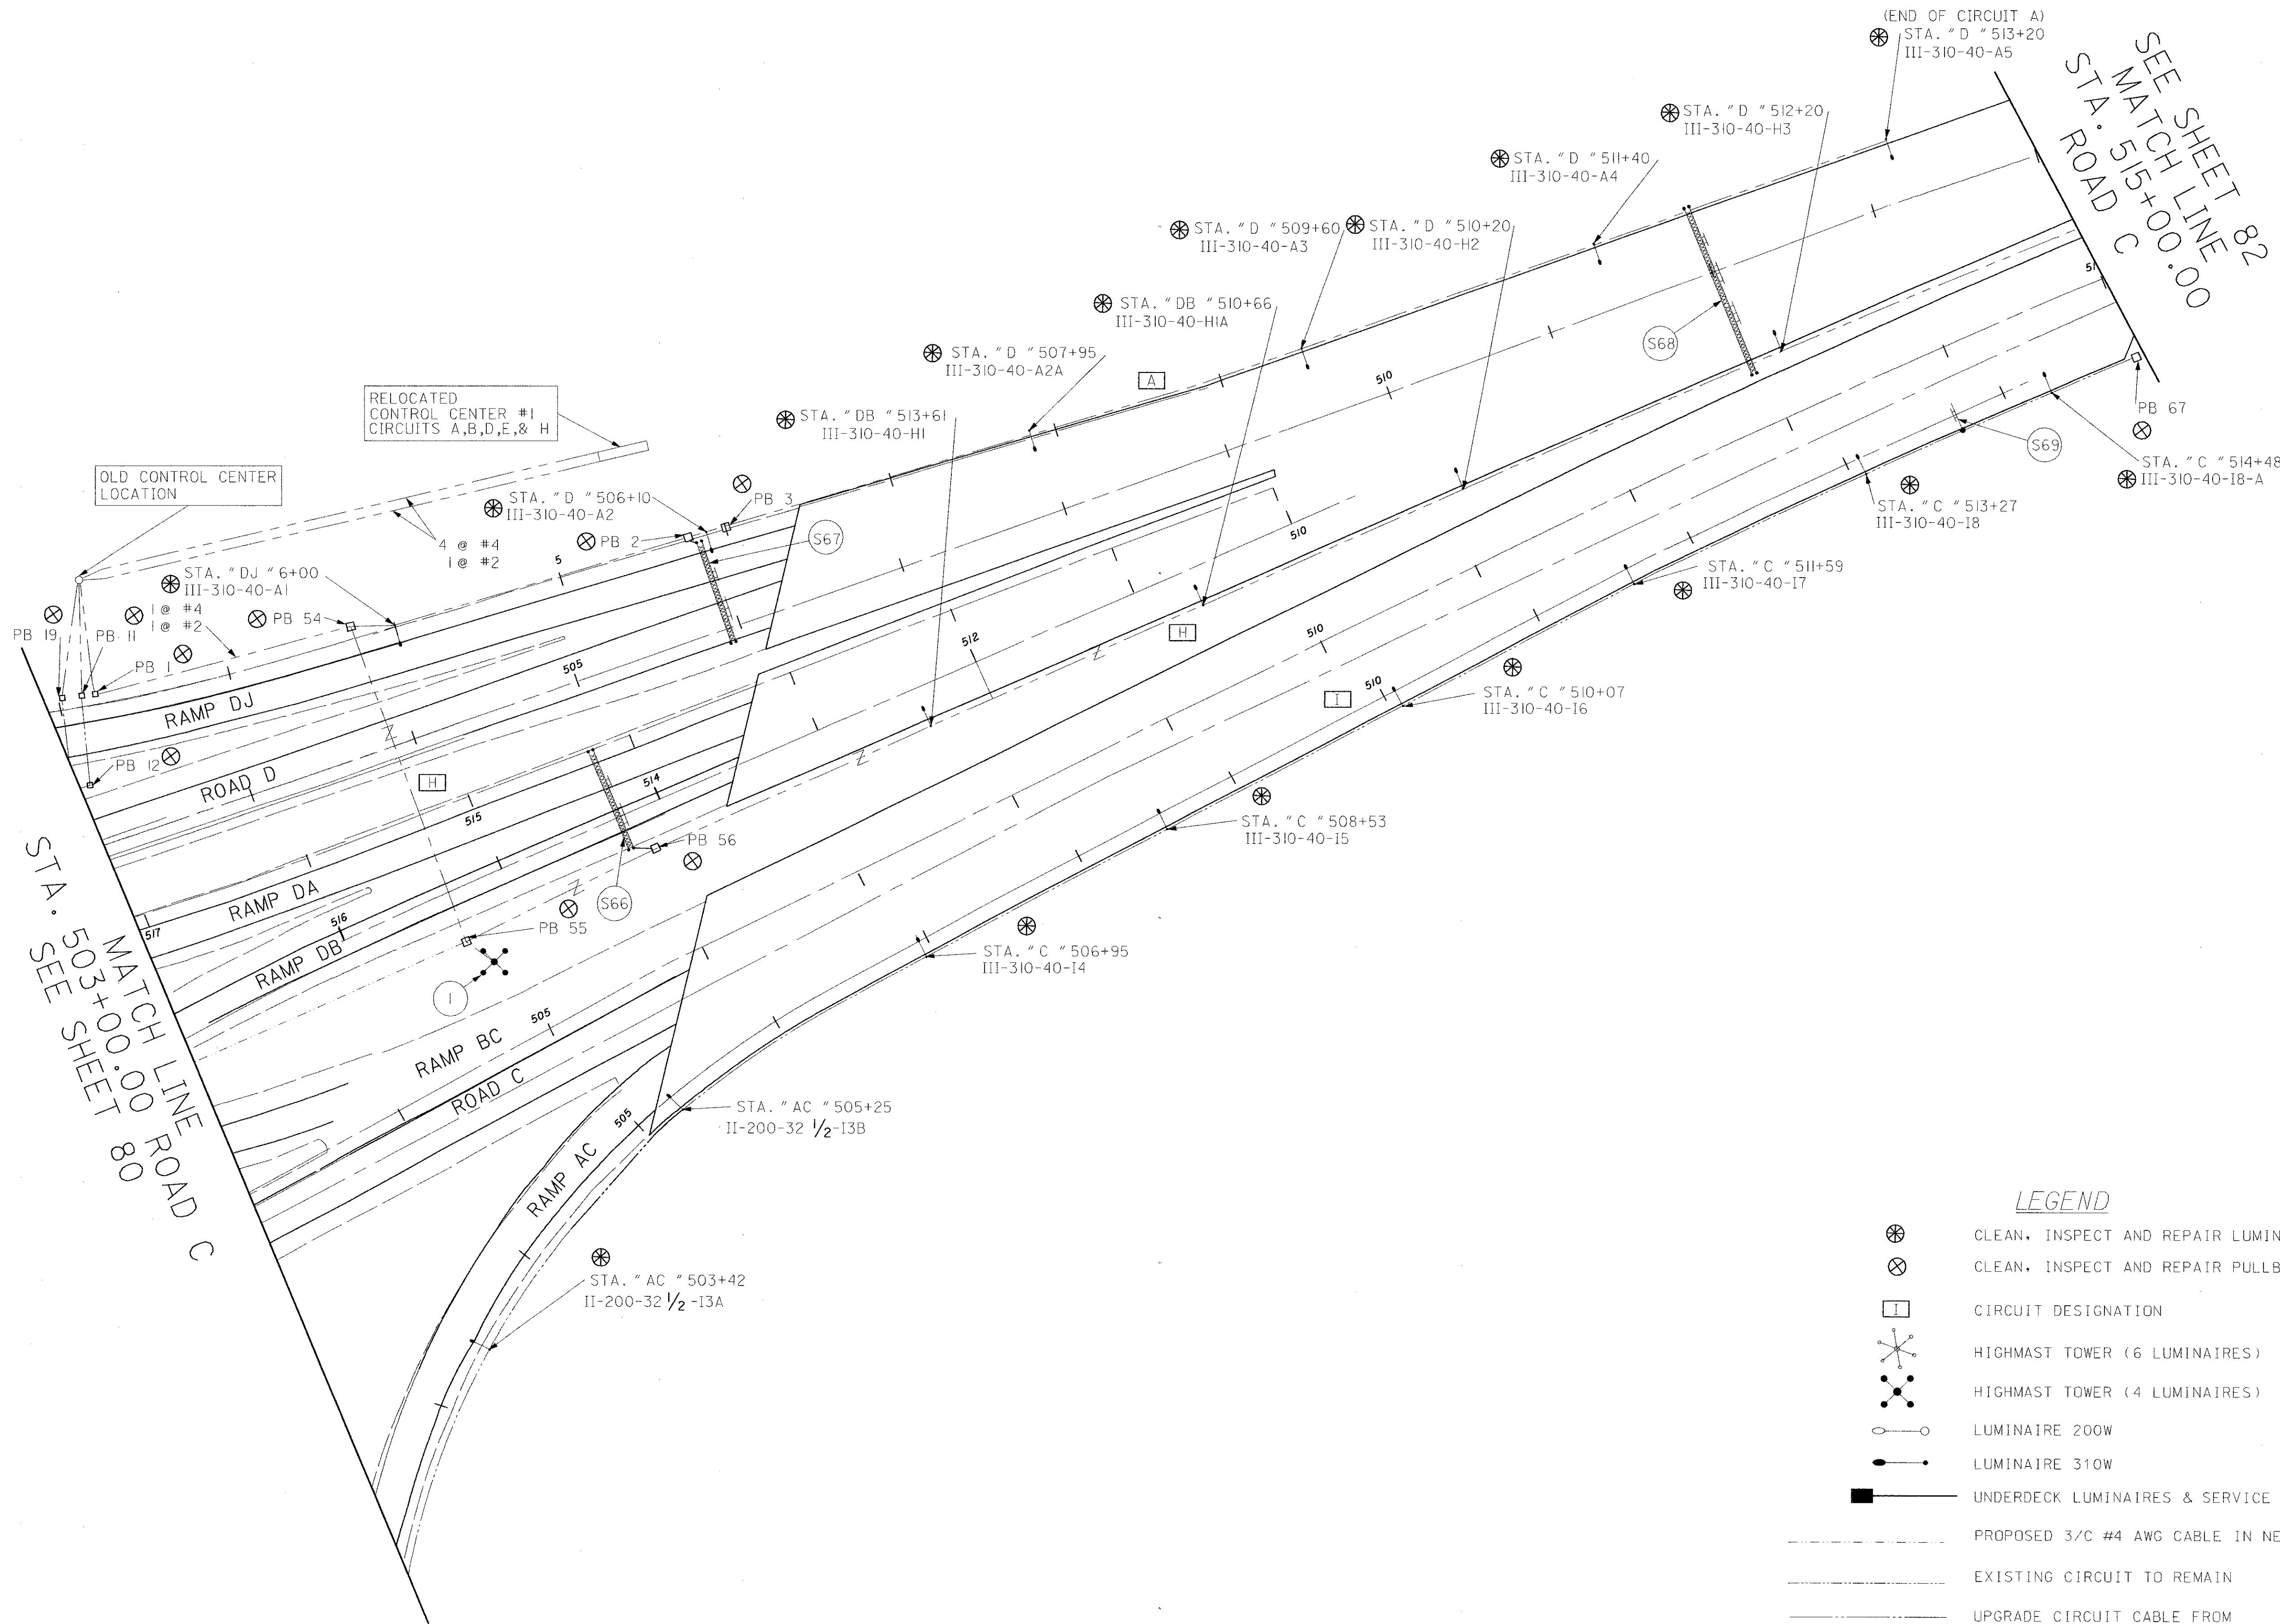 (END OF CIRCUIT A)
STA. "D" 513+20
III-310-40-A5
SEE SHEET 82
MATCH LINE
STA. 515+00.00
ROAD C
STA. "D" 512+20
III-310-40-H3
STA. "D" 511+40
III-310-40-A4
STA. "D" 509+60
III-310-40-A3
STA. "D" 510+20
III-310-40-H2
STA. "DB" 510+66
III-310-40-H1A
STA. "D" 507+95
III-310-40-A2A
A
510
S68
51
PB 67
S69
STA. "C" 514+48
III-310-40-I8-A
STA. "DB" 513+61
III-310-40-H1
RELOCATED
CONTROL CENTER #1
CIRCUITS A,B,D,E,& H
OLD CONTROL CENTER
LOCATION
STA. "D" 506+10
III-310-40-A2
PB 3
4 @ #4
1 @ #2
5
PB 2
S67
510
STA. "C" 513+27
III-310-40-I8
STA. "DJ" 6+00
III-310-40-A1
1 @ #4
1 @ #2
PB 54
PB 19
PB 11
PB 1
STA. "C" 511+59
III-310-40-I7
H
512
510
505
RAMP DJ
510
I
STA. "C" 510+07
III-310-40-I6
PB 12
ROAD D
H
514
515
STA. "C" 508+53
III-310-40-I5
PB 56
S66
RAMP DA
516
517
PB 55
RAMP DB
STA. "C" 506+95
III-310-40-I4
1
MATCH LINE
STA. 503+00.00 ROAD C
SEE SHEET 80
505
RAMP BC
ROAD C
505
STA. "AC" 505+25
II-200-32 1/2-I3B
RAMP AC
STA. "AC" 503+42
II-200-32 1/2-I3A
LEGEND
CLEAN, INSPECT AND REPAIR LUMIN
CLEAN, INSPECT AND REPAIR PULLB
I
CIRCUIT DESIGNATION
HIGHMAST TOWER (6 LUMINAIRES)
HIGHMAST TOWER (4 LUMINAIRES)
LUMINAIRE 200W
LUMINAIRE 310W
UNDERDECK LUMINAIRES & SERVICE
PROPOSED 3/C #4 AWG CABLE IN NE
EXISTING CIRCUIT TO REMAIN
UPGRADE CIRCUIT CABLE FROM